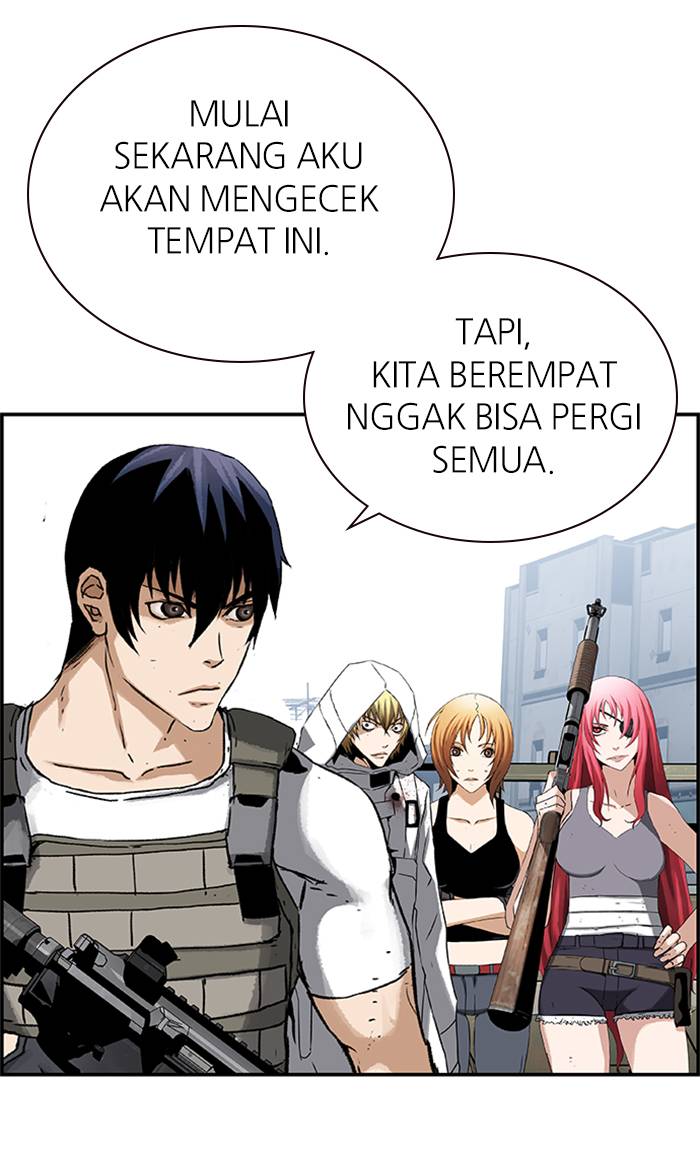 MULAI
SEKARANG AKU
AKAN MENGECEK
TEMPAT INI.
TAPI,
KITA BEREMPAT
NGGAK BISA PERGI
SEMUA.